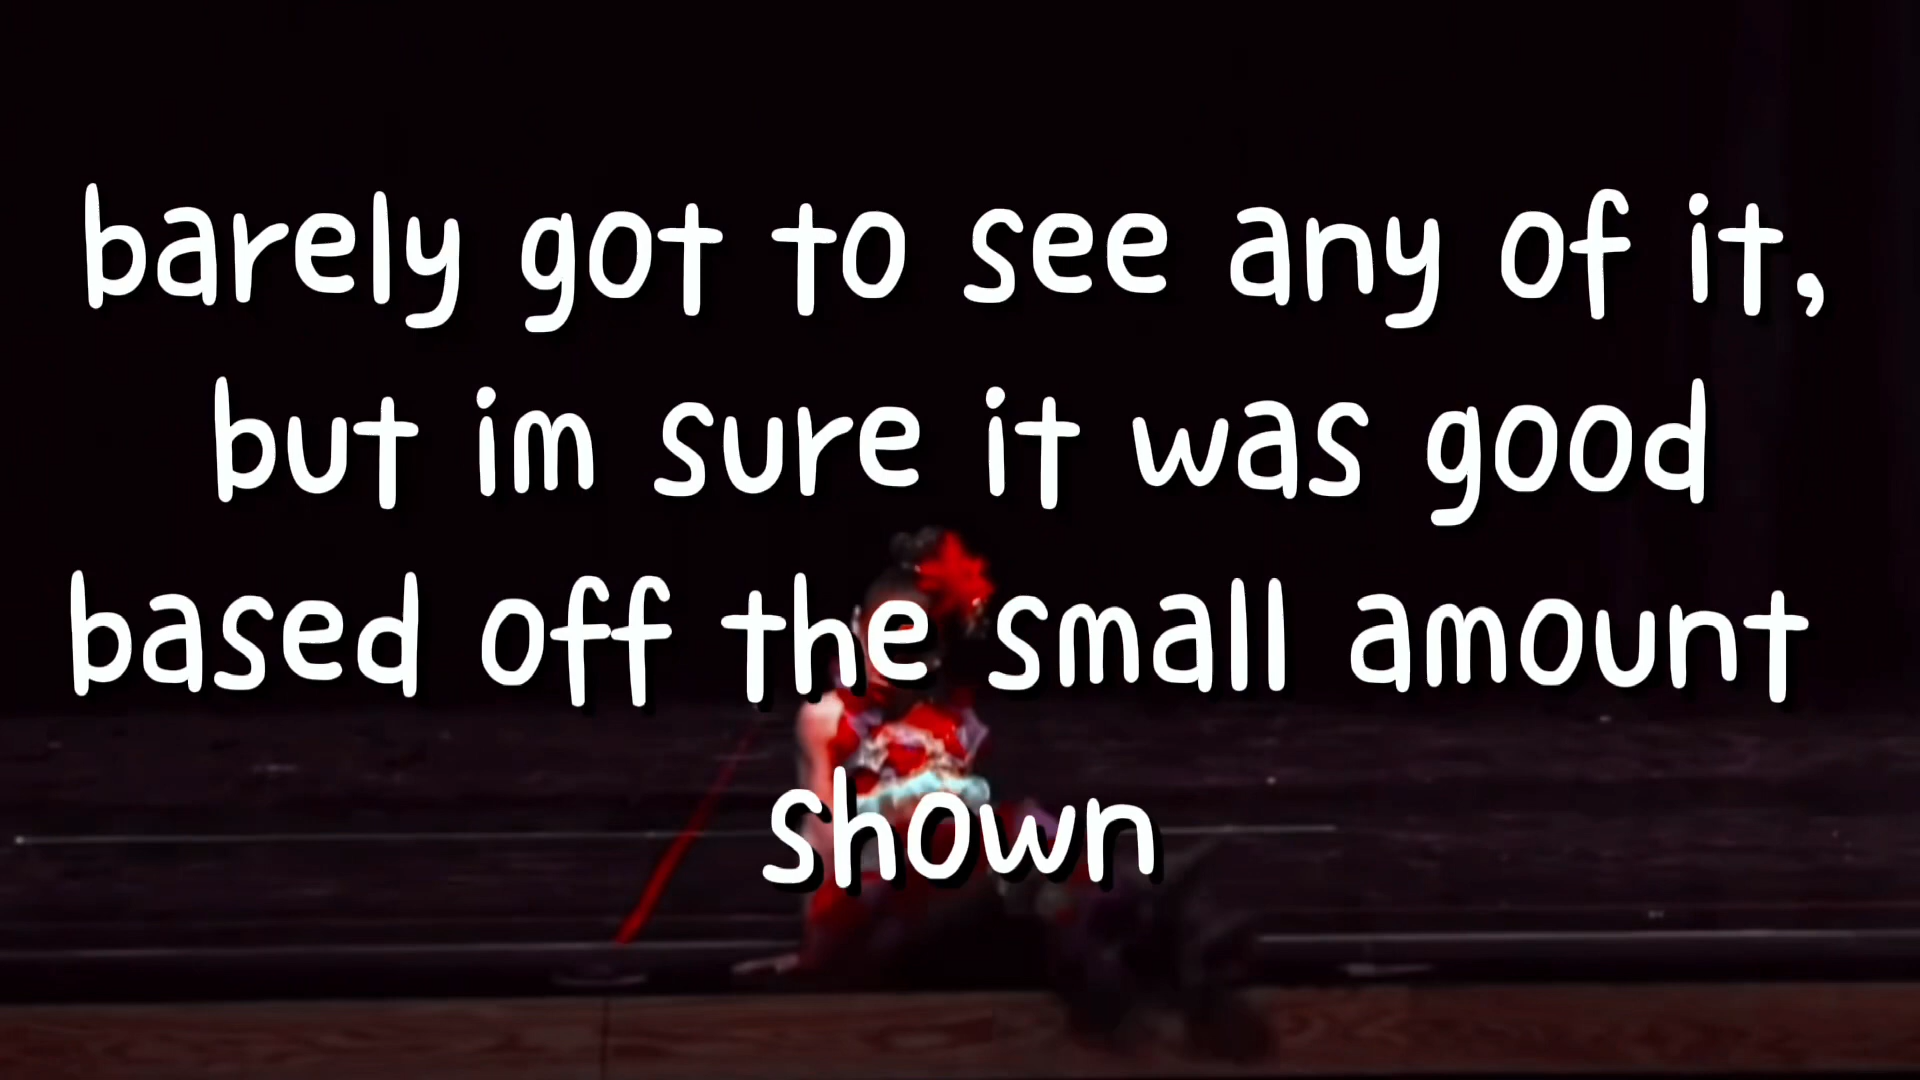 barely got to see any of it,
but im sure it was good
based off the small amount
shown